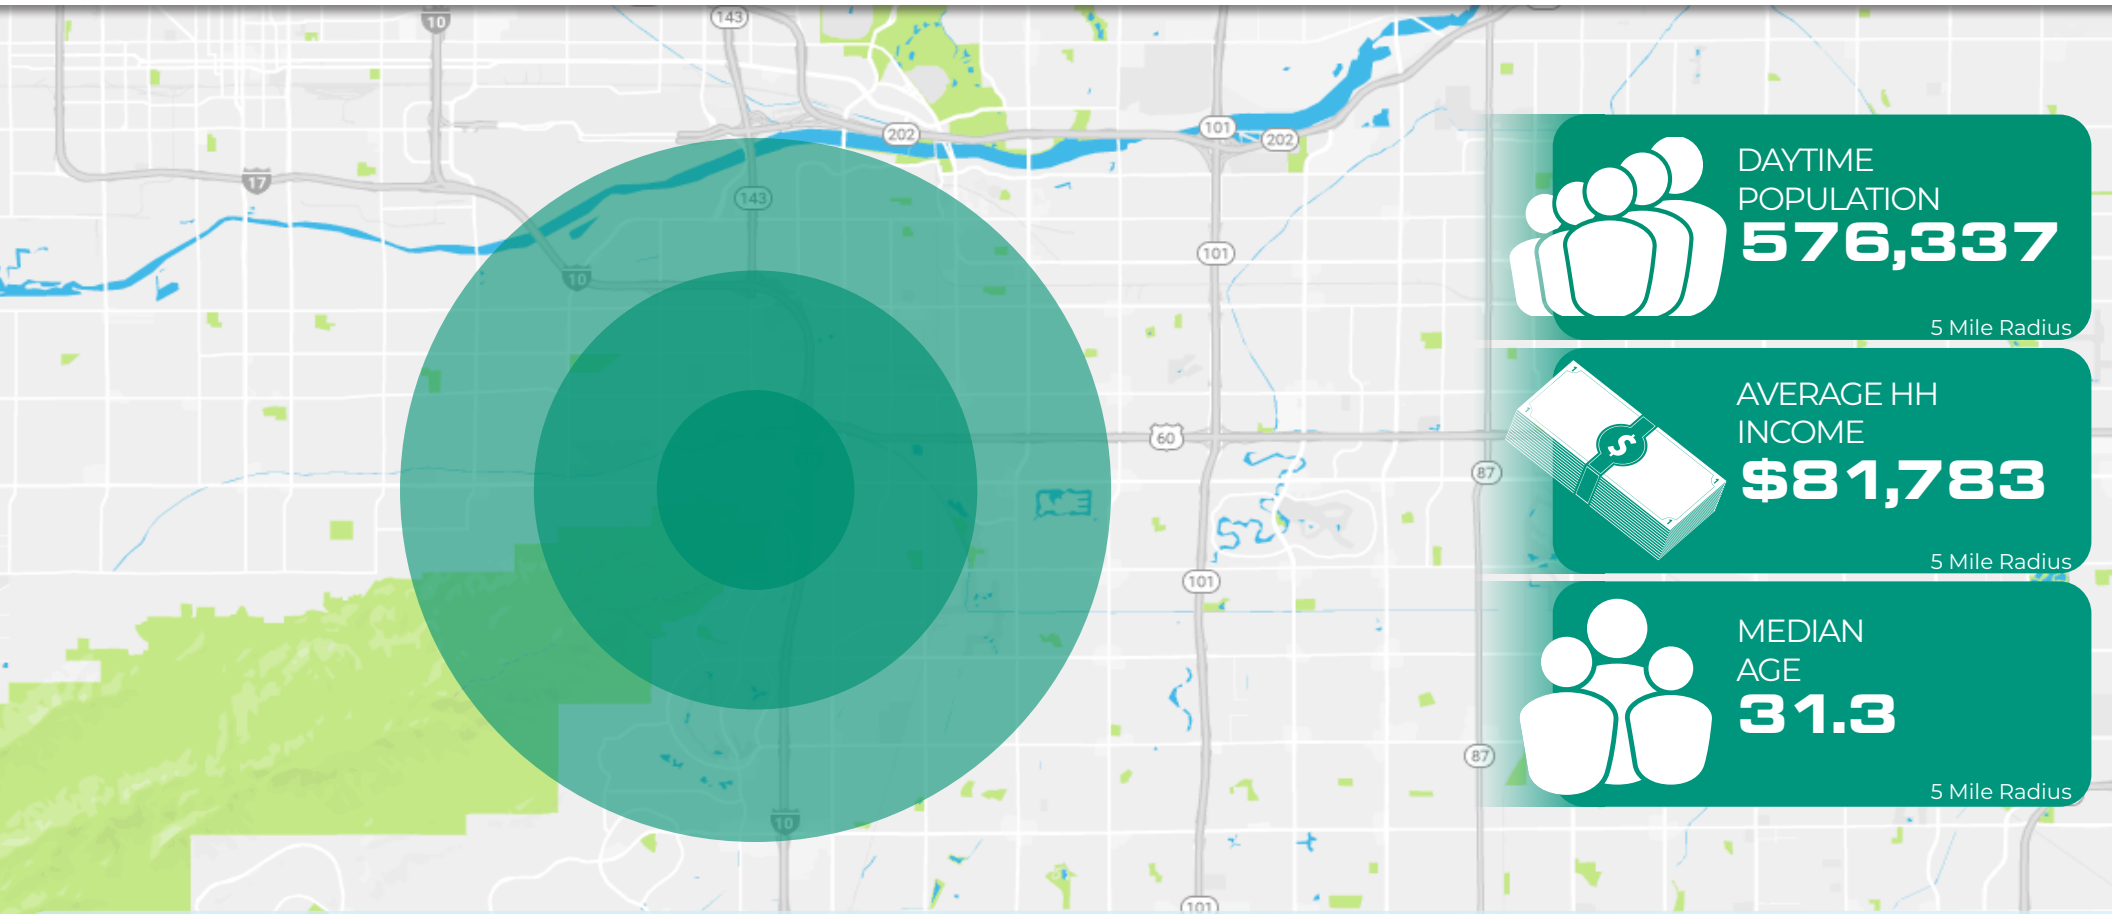 10
143
202
101
202
17
143
101
10
60
87
101
87
10
101
DAYTIME
POPULATION
576,337
5 Mile Radius
AVERAGE HH
INCOME
$81,783
5 Mile Radius
MEDIAN
AGE
31.3
5 Mile Radius